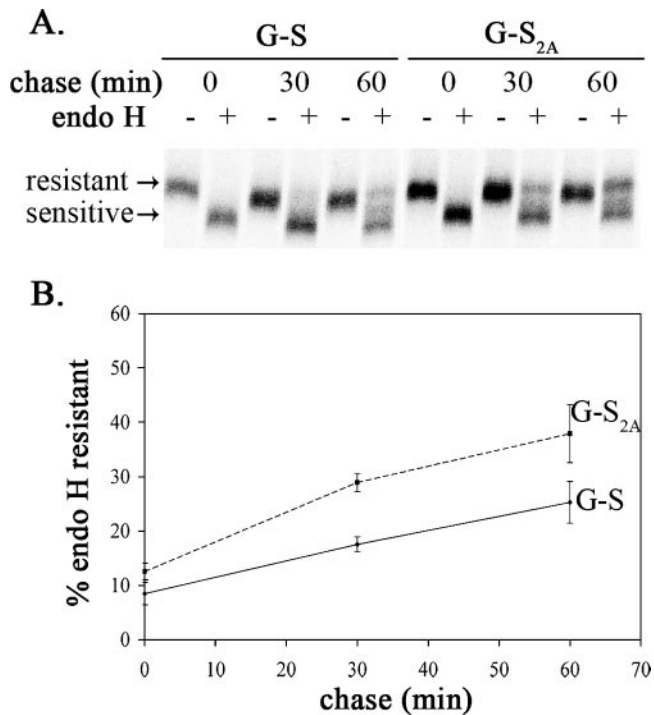 A.
G-S G-S2A
chase (min) 0 30 60 0 30 60
endo H - + - + - + - + - + - +
resistant →
sensitive →
B.
60
50
40
30
20
10
0
% endo H resistant
G-S2A
G-S
0 10 20 30 40 50 60 70
chase (min)